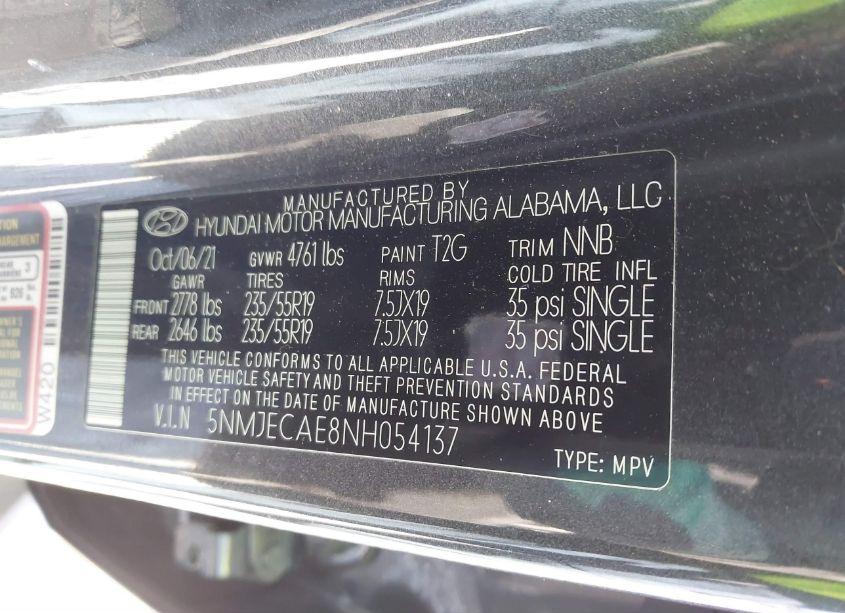 MANUFACTURED BY
HYUNDAI MOTOR MANUFACTURING ALABAMA, LLC
Oct/06/21 GVWR 4761 lbs PAINT T2G TRIM NNB
GAWR TIRES RIMS COLD TIRE INFL
FRONT 2778 lbs 235/55R19 7.5JX19 35 psi SINGLE
REAR 2646 lbs 235/55R19 7.5JX19 35 psi SINGLE
THIS VEHICLE CONFORMS TO ALL APPLICABLE U.S.A. FEDERAL
MOTOR VEHICLE SAFETY AND THEFT PREVENTION STANDARDS
IN EFFECT ON THE DATE OF MANUFACTURE SHOWN ABOVE
V.I.N 5NMJECAE8NH054137
TYPE: MPV
W420